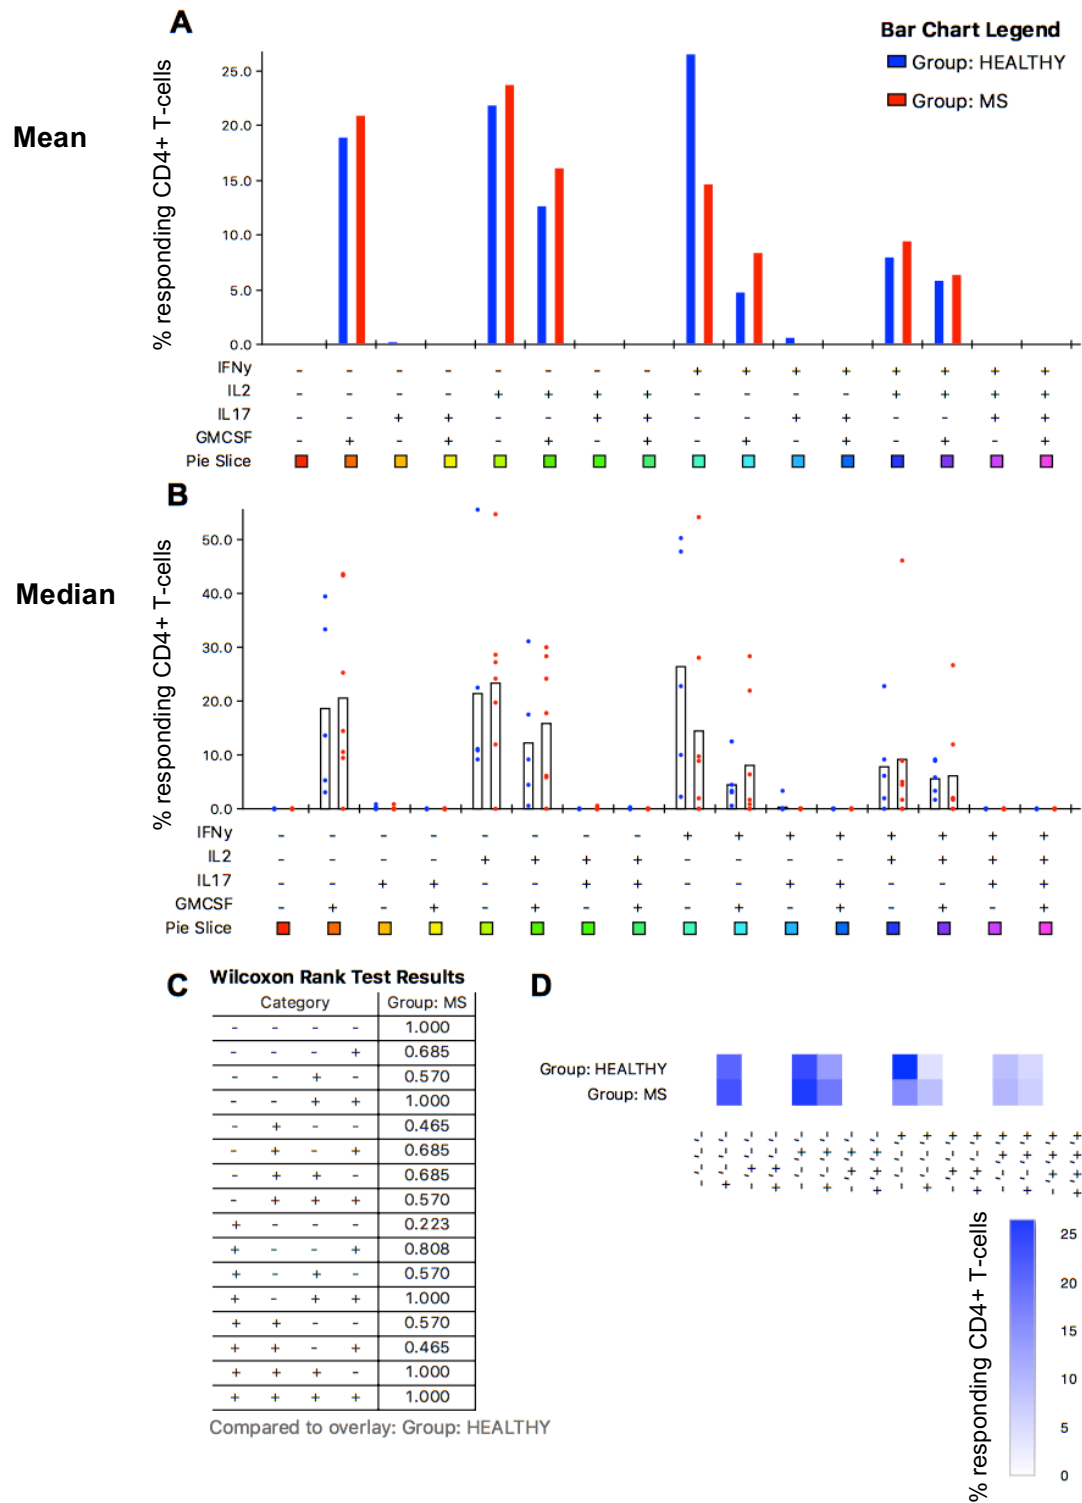 A
Bar Chart Legend
Group: HEALTHY
Group: MS
Mean
% responding CD4+ T-cells
25.0
20.0
15.0
10.0
5.0
0.0
IFNy - - - - - - - - + + + + + + + +
IL2 - - - - + + + + - - - - + + + +
IL17 - - + + - - + + - - + + - - + +
GMCSF - + - + - + - + - + - + - + - +
Pie Slice
B
Median
% responding CD4+ T-cells
50.0
40.0
30.0
20.0
10.0
0.0
IFNy - - - - - - - - + + + + + + + +
IL2 - - - - + + + + - - - - + + + +
IL17 - - + + - - + + - - + + - - + +
GMCSF - + - + - + - + - + - + - + - +
Pie Slice
C
Wilcoxon Rank Test Results
Category Group: MS
- - - - 1.000
- - - + 0.685
- - + - 0.570
- - + + 1.000
- + - - 0.465
- + - + 0.685
- + + - 0.685
- + + + 0.570
+ - - - 0.223
+ - - + 0.808
+ - + - 0.570
+ - + + 1.000
+ + - - 0.570
+ + - + 0.465
+ + + - 1.000
+ + + + 1.000
Compared to overlay: Group: HEALTHY
D
Group: HEALTHY
Group: MS
-,-,-,-
-,-,-,+
-,-,+,-
-,-,+,+
-,+,-,-
-,+,-,+
-,+,+,-
-,+,+,+
+,-,-,-
+,-,-,+
+,-,+,-
+,-,+,+
+,+,-,-
+,+,-,+
+,+,+,-
+,+,+,+
% responding CD4+ T-cells
25
20
15
10
5
0